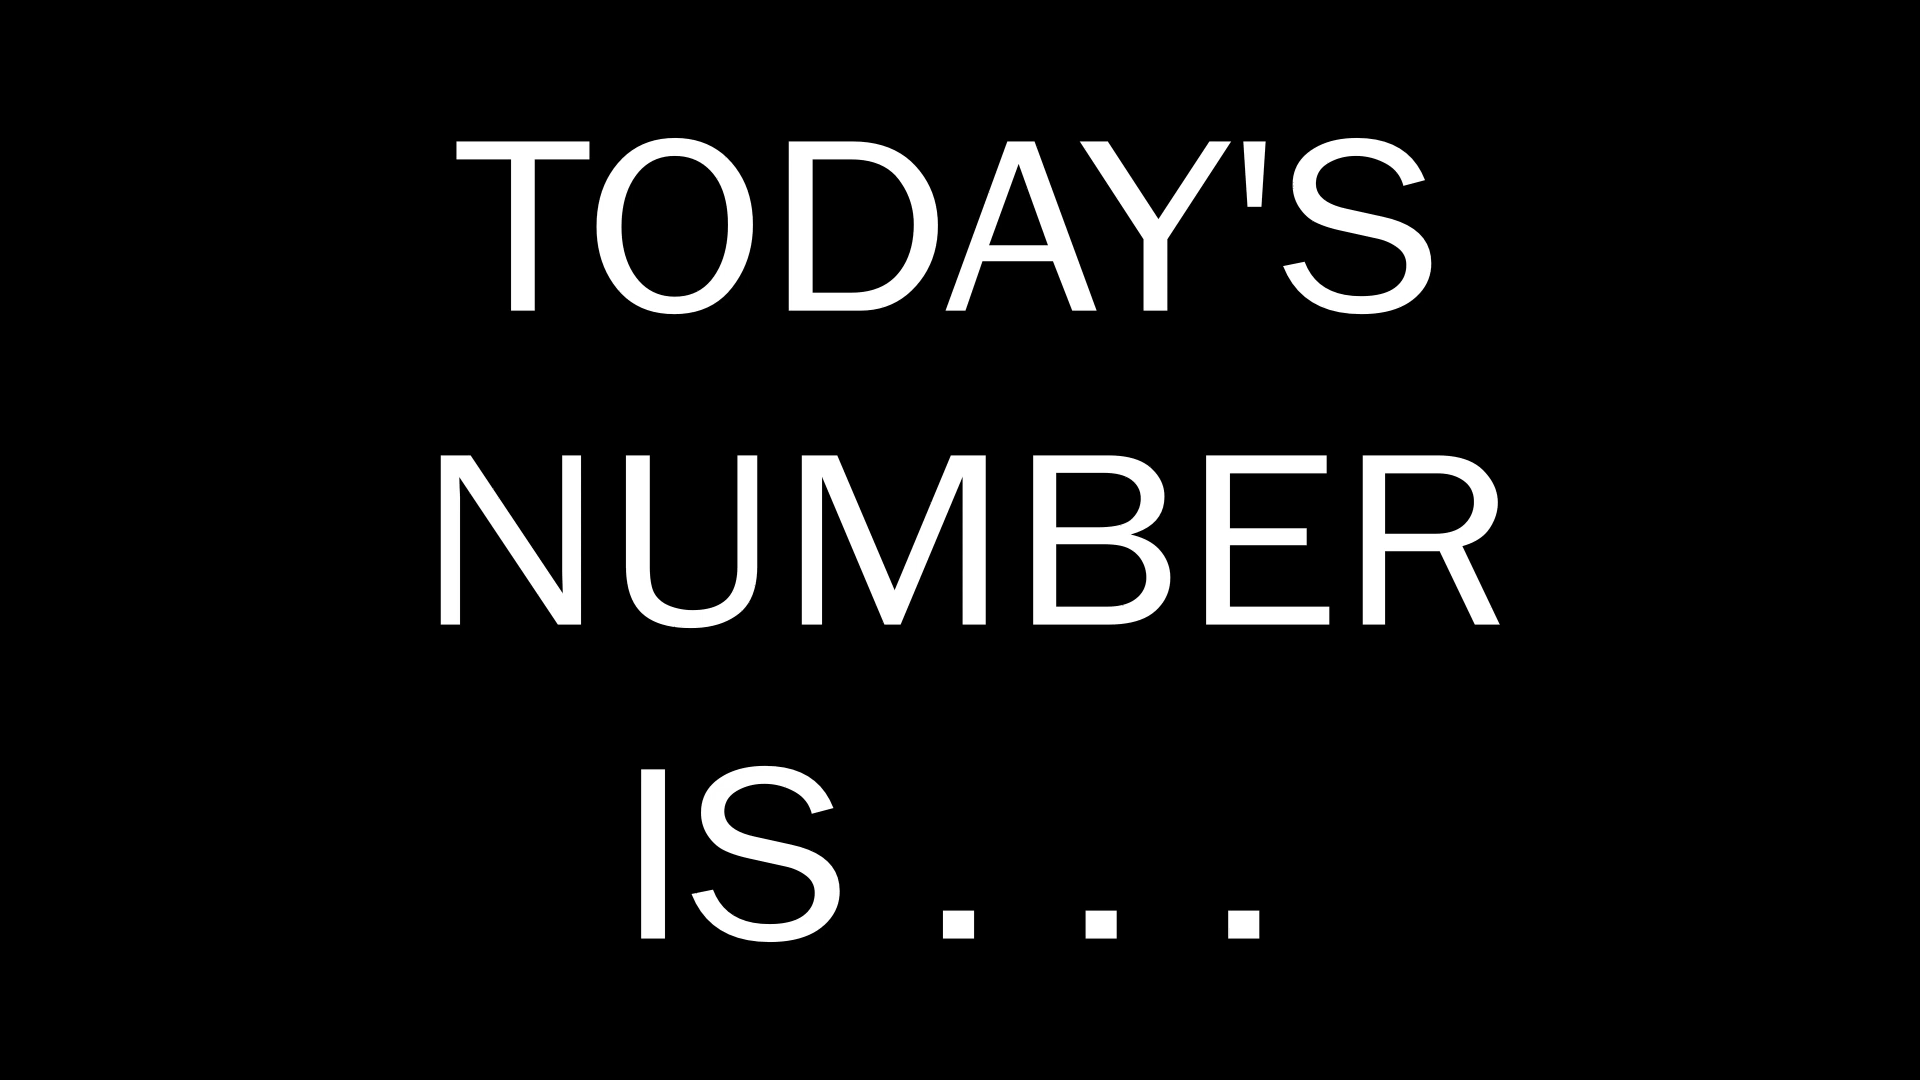 TODAY'S
NUMBER
IS . . .